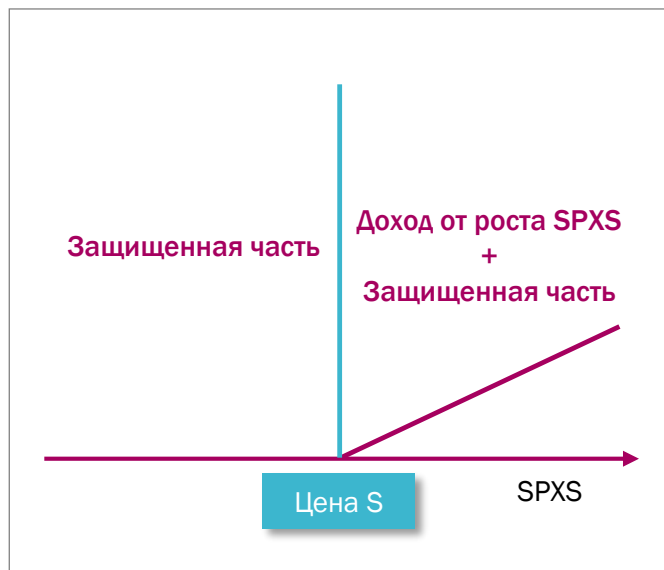 Защищенная часть
Доход от роста SPXS
+
Защищенная часть
Цена S
SPXS